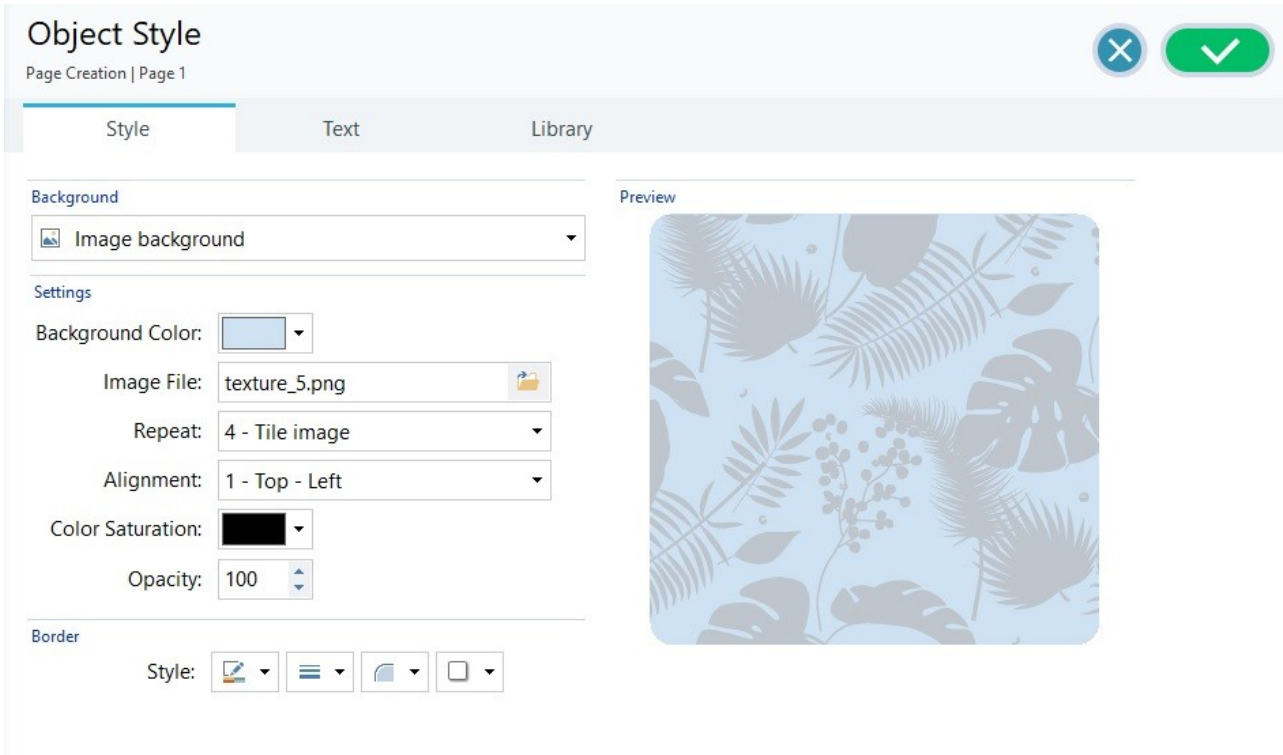 Object Style
Page Creation | Page 1
Style Text Library
Background
Image background
Settings
Background Color:
Image File: texture_5.png
Repeat: 4 - Tile image
Alignment: 1 - Top - Left
Color Saturation:
Opacity: 100
Border
Style:
Preview